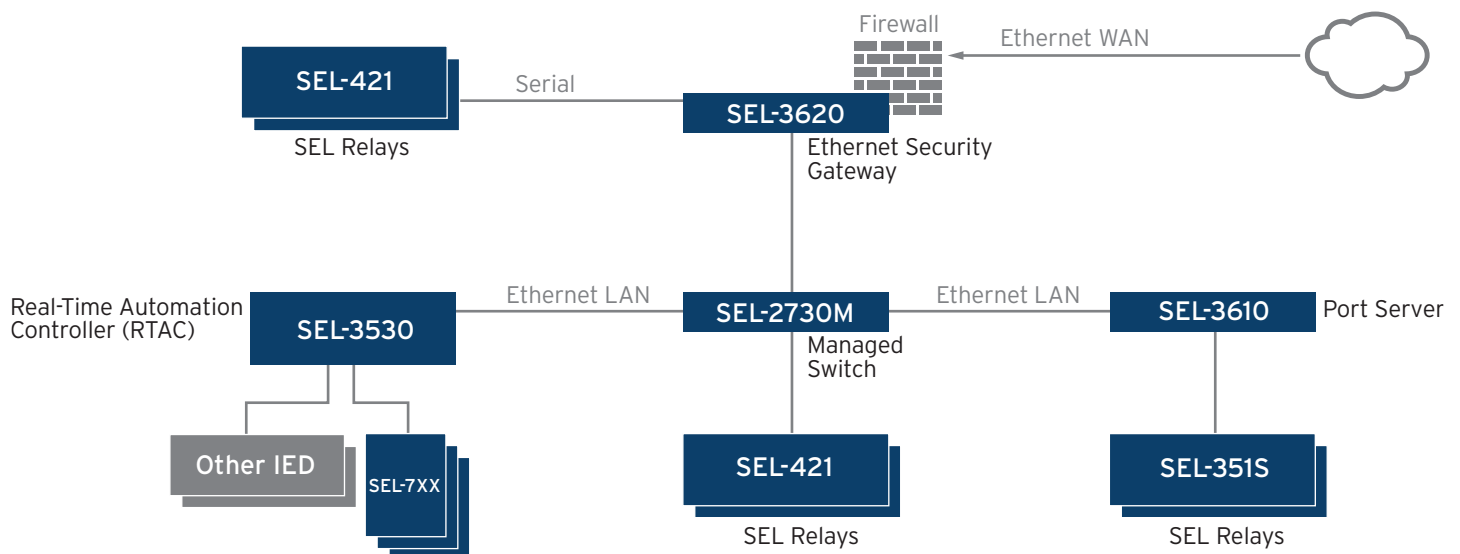 Firewall
Ethernet WAN
SEL-421
Serial
SEL-3620
SEL Relays
Ethernet Security
Gateway
Real-Time Automation
Controller (RTAC)
SEL-3530
Ethernet LAN
SEL-2730M
Managed
Switch
Ethernet LAN
SEL-3610
Port Server
Other IED
SEL-7XX
SEL-421
SEL Relays
SEL-351S
SEL Relays